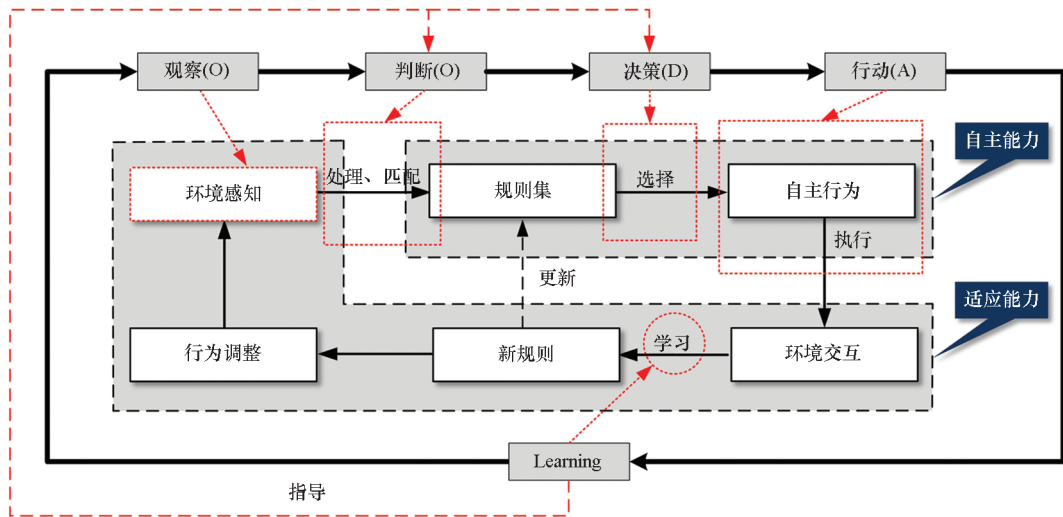 观察(O)
判断(O)
决策(D)
行动(A)
自主能力
环境感知
处理、匹配
规则集
选择
自主行为
执行
更新
适应能力
行为调整
新规则
学习
环境交互
Learning
指导